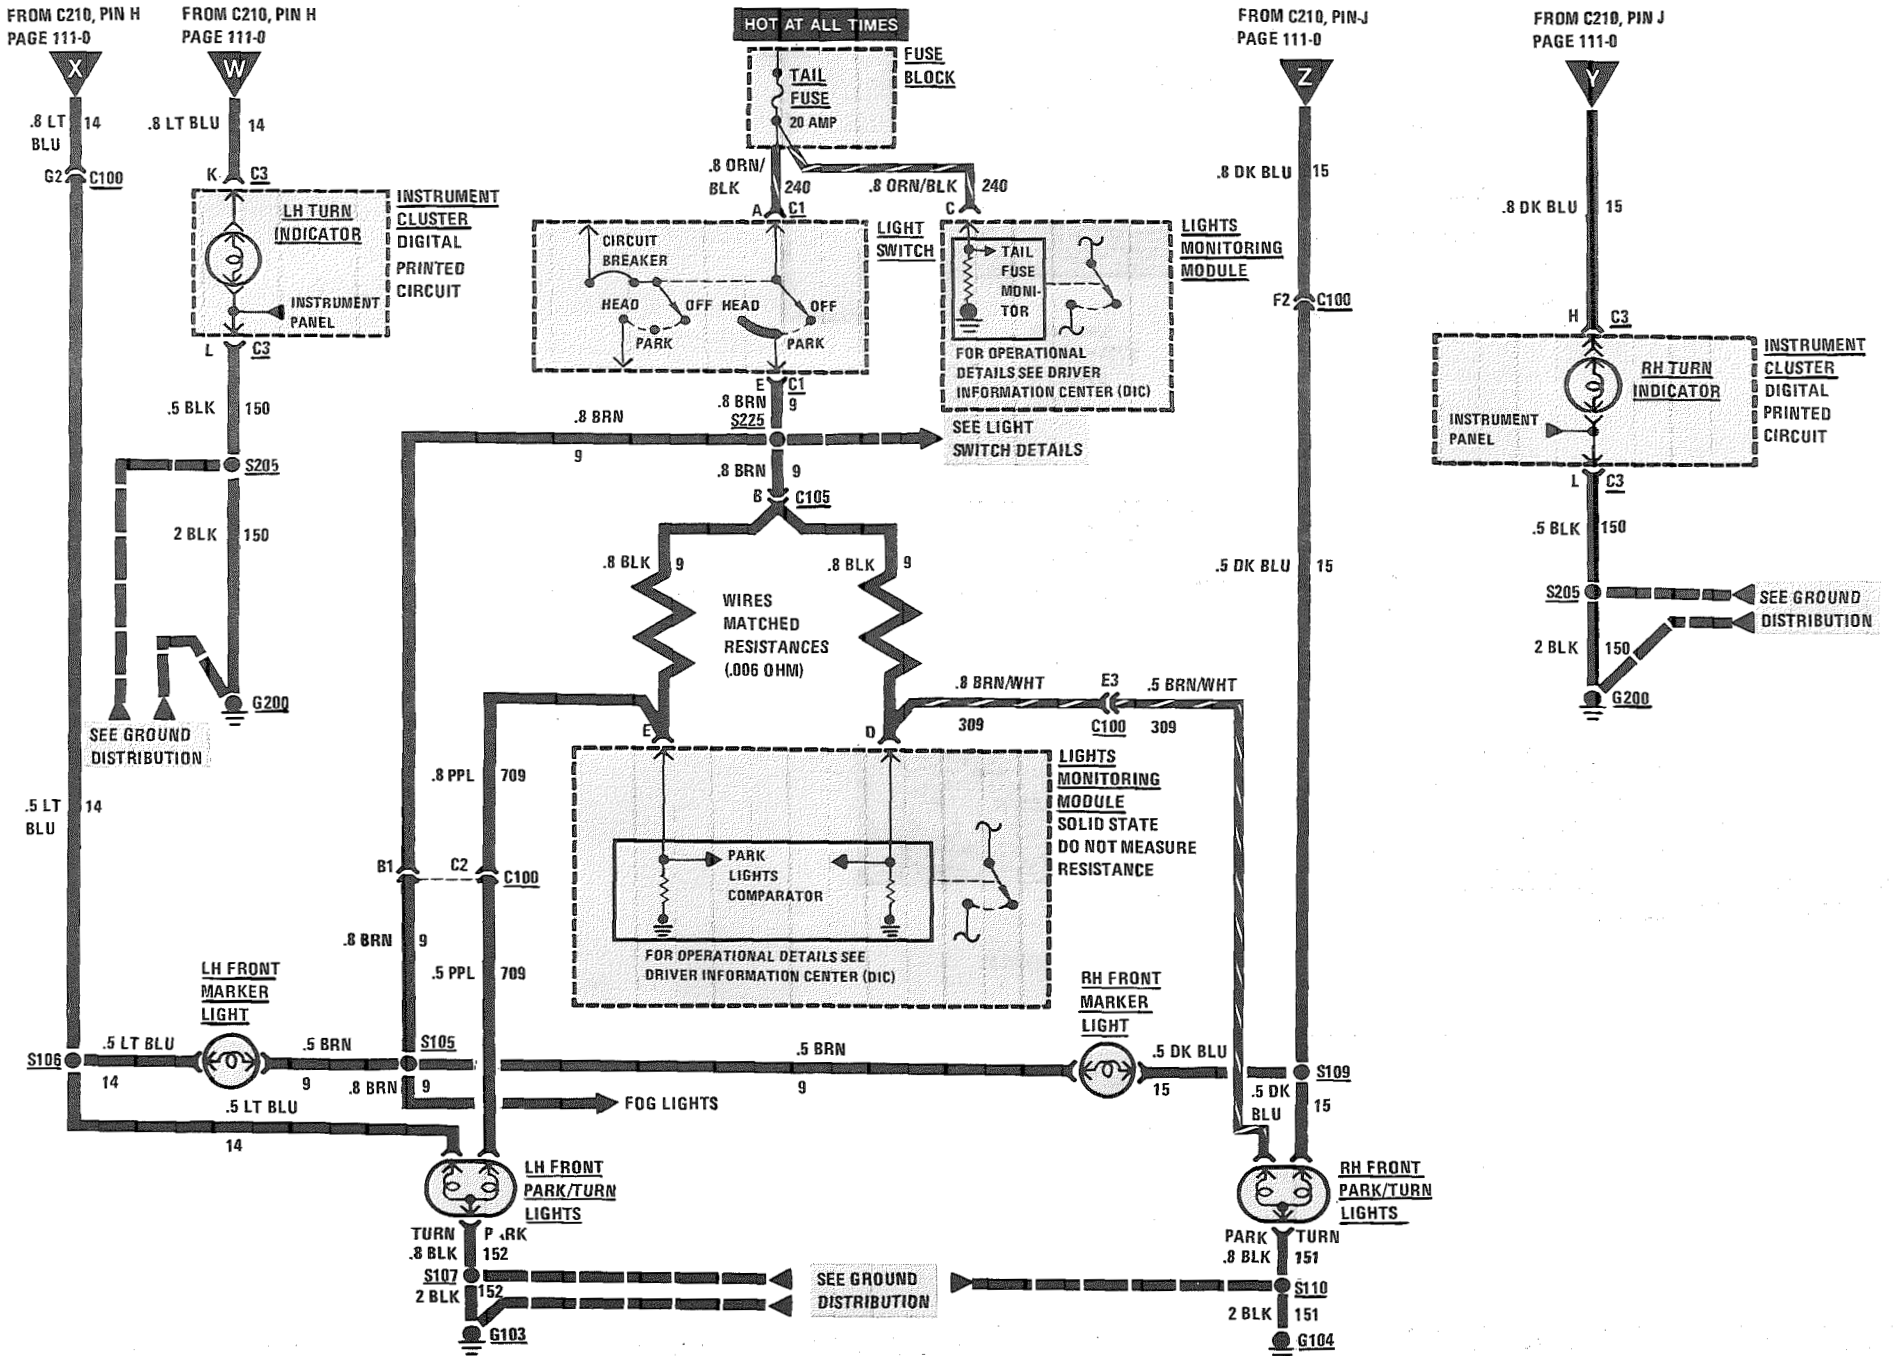 FROM C210, PIN H
PAGE 111-0
X
.8 LT
BLU
14
G2
C100
FROM C210, PIN H
PAGE 111-0
W
.8 LT BLU
14
K
C3
LH TURN
INDICATOR
INSTRUMENT
PANEL
INSTRUMENT
CLUSTER
DIGITAL
PRINTED
CIRCUIT
L
C3
.5 BLK
150
S205
2 BLK
150
G200
SEE GROUND
DISTRIBUTION
.5 LT
BLU
14
HOT AT ALL TIMES
TAIL
FUSE
20 AMP
FUSE
BLOCK
.8 ORN/
BLK
240
.8 ORN/BLK
240
A
C1
C
CIRCUIT
BREAKER
HEAD
OFF
PARK
HEAD
OFF
PARK
LIGHT
SWITCH
TAIL
FUSE
MONI-
TOR
FOR OPERATIONAL
DETAILS SEE DRIVER
INFORMATION CENTER (DIC)
LIGHTS
MONITORING
MODULE
E
C1
.8 BRN
9
S225
.8 BRN
9
SEE LIGHT
SWITCH DETAILS
.8 BRN
9
B
C105
.8 BLK
9
.8 BLK
9
WIRES
MATCHED
RESISTANCES
(.006 OHM)
.8 BRN/WHT
309
E3
C100
.5 BRN/WHT
309
E
D
.8 PPL
709
PARK
LIGHTS
COMPARATOR
FOR OPERATIONAL DETAILS SEE
DRIVER INFORMATION CENTER (DIC)
LIGHTS
MONITORING
MODULE
SOLID STATE
DO NOT MEASURE
RESISTANCE
B1
C2
C100
.8 BRN
9
.5 PPL
709
FROM C210, PIN-J
PAGE 111-0
Z
.8 DK BLU
15
F2
C100
.5 DK BLU
15
FROM C210, PIN J
PAGE 111-0
Y
.8 DK BLU
15
H
C3
RH TURN
INDICATOR
INSTRUMENT
PANEL
INSTRUMENT
CLUSTER
DIGITAL
PRINTED
CIRCUIT
L
C3
.5 BLK
150
S205
SEE GROUND
DISTRIBUTION
2 BLK
150
G200
LH FRONT
MARKER
LIGHT
S106
.5 LT BLU
14
.5 BRN
9
S105
.8 BRN
9
.5 BRN
9
FOG LIGHTS
RH FRONT
MARKER
LIGHT
.5 DK BLU
15
S109
.5 DK
BLU
15
.5 LT BLU
14
LH FRONT
PARK/TURN
LIGHTS
TURN
.8 BLK
152
S107
2 BLK
152
G103
SEE GROUND
DISTRIBUTION
RH FRONT
PARK/TURN
LIGHTS
PARK
TURN
.8 BLK
151
S110
2 BLK
151
G104